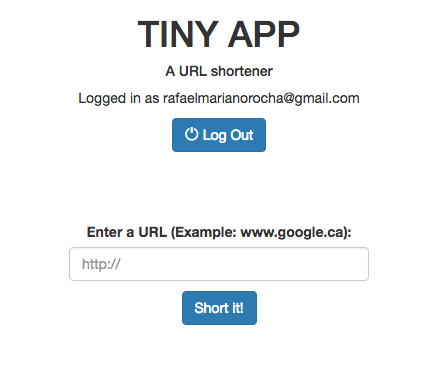 TINY APP
A URL shortener
Logged in as rafaelmarianorocha@gmail.com
Log Out
Enter a URL (Example: www.google.ca):
http://
Short it!